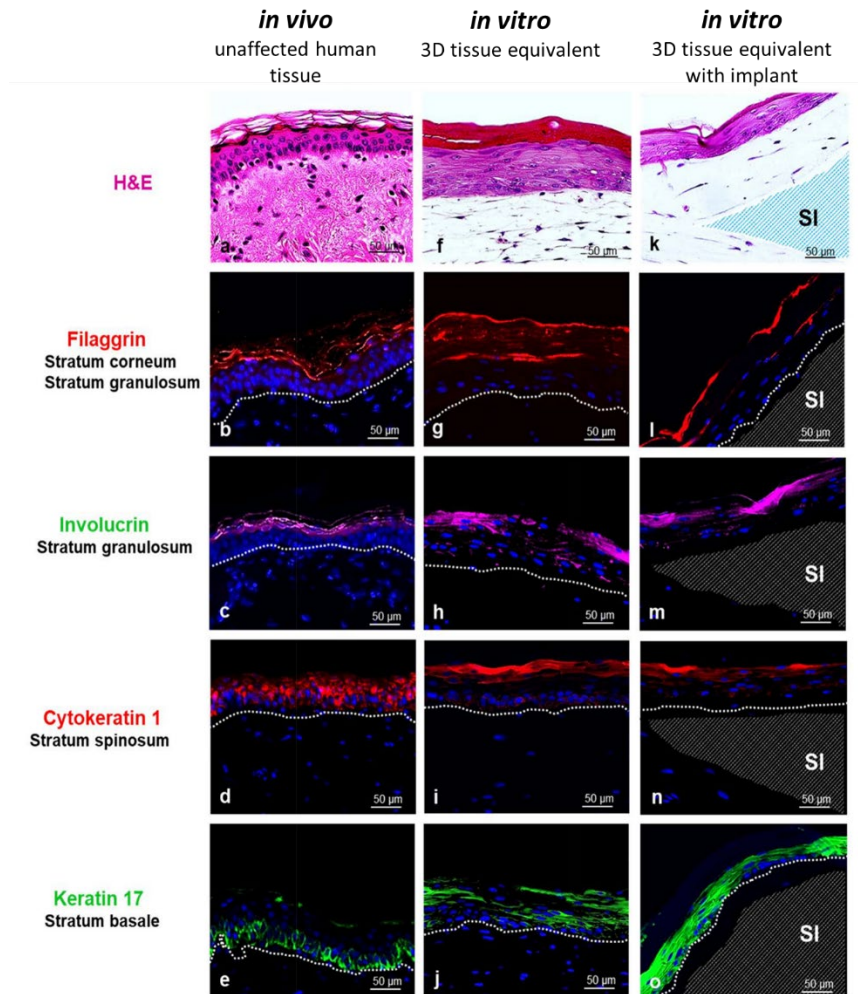 in vivo
unaffected human
tissue
in vitro
3D tissue equivalent
in vitro
3D tissue equivalent
with implant
H&E
a
50 µm
f
50 µm
k
SI
50 µm
Filaggrin
Stratum corneum
Stratum granulosum
b
50 µm
g
50 µm
l
SI
50 µm
Involucrin
Stratum granulosum
c
50 µm
h
50 µm
m
SI
50 µm
Cytokeratin 1
Stratum spinosum
d
50 µm
i
50 µm
n
SI
50 µm
Keratin 17
Stratum basale
e
50 µm
j
50 µm
o
SI
50 µm